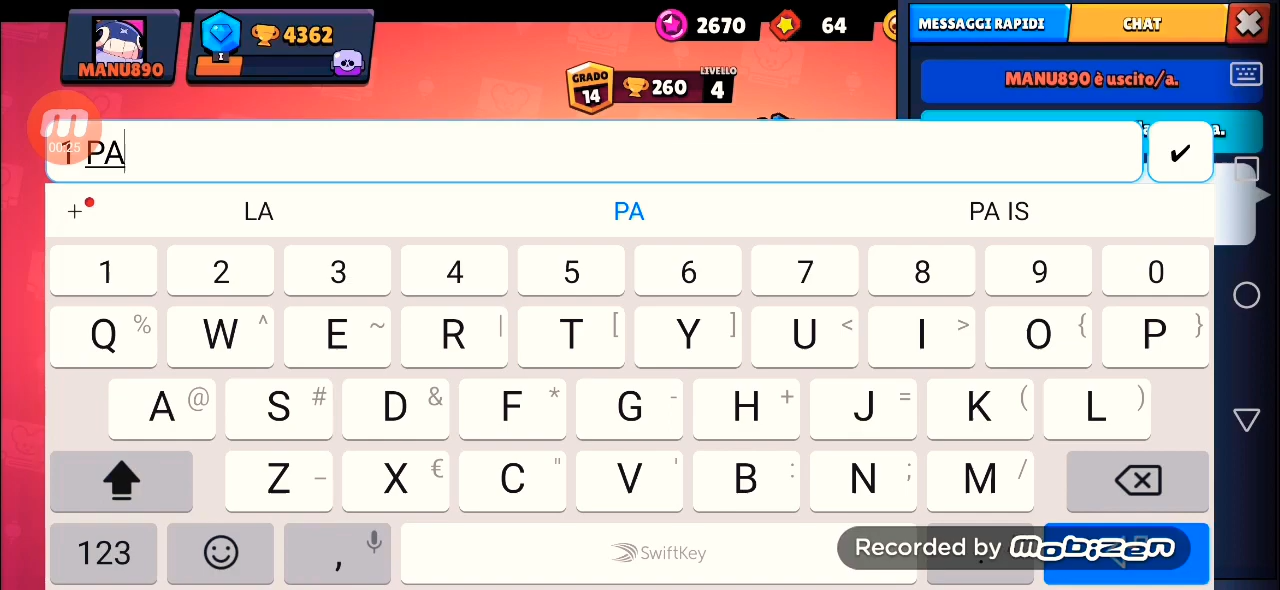 MESSAGGI RAPIDI CHAT
MANU890 I 4362 2670 64
GRADO 14 260 LIVELLO 4
MANU890 è uscito/a.
a.
00:25
1 PA
+ LA PA PA IS
1 2 3 4 5 6 7 8 9 0
Q % W ^ E ~ R | T [ Y ] U < I > O { P }
A @ S # D & F * G - H + J = K ( L )
Z _ X € C " V ' B : N ; M /
123 , SwiftKey
Recorded by mobizen